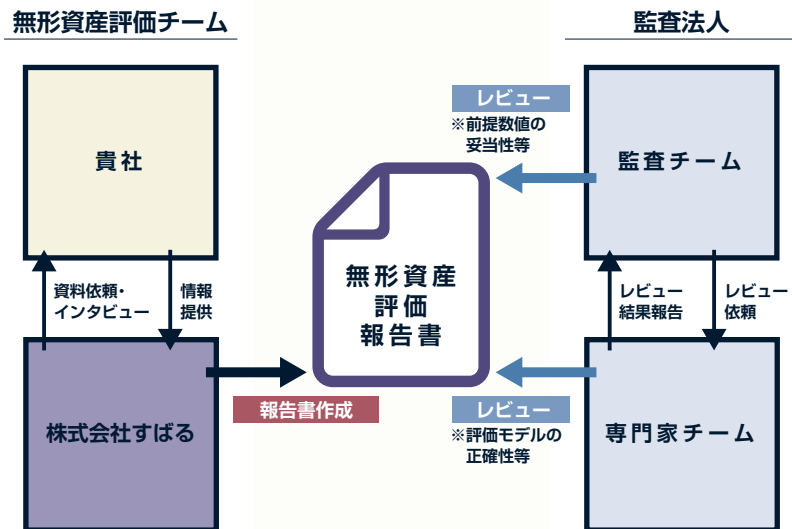 無形資産評価チーム
貴社
資料依頼・
インタビュー
情報
提供
株式会社すばる
報告書作成
無形資産
評価
報告書
監査法人
レビュー
※前提数値の
妥当性等
監査チーム
レビュー
結果報告
レビュー
依頼
レビュー
※評価モデルの
正確性等
専門家チーム